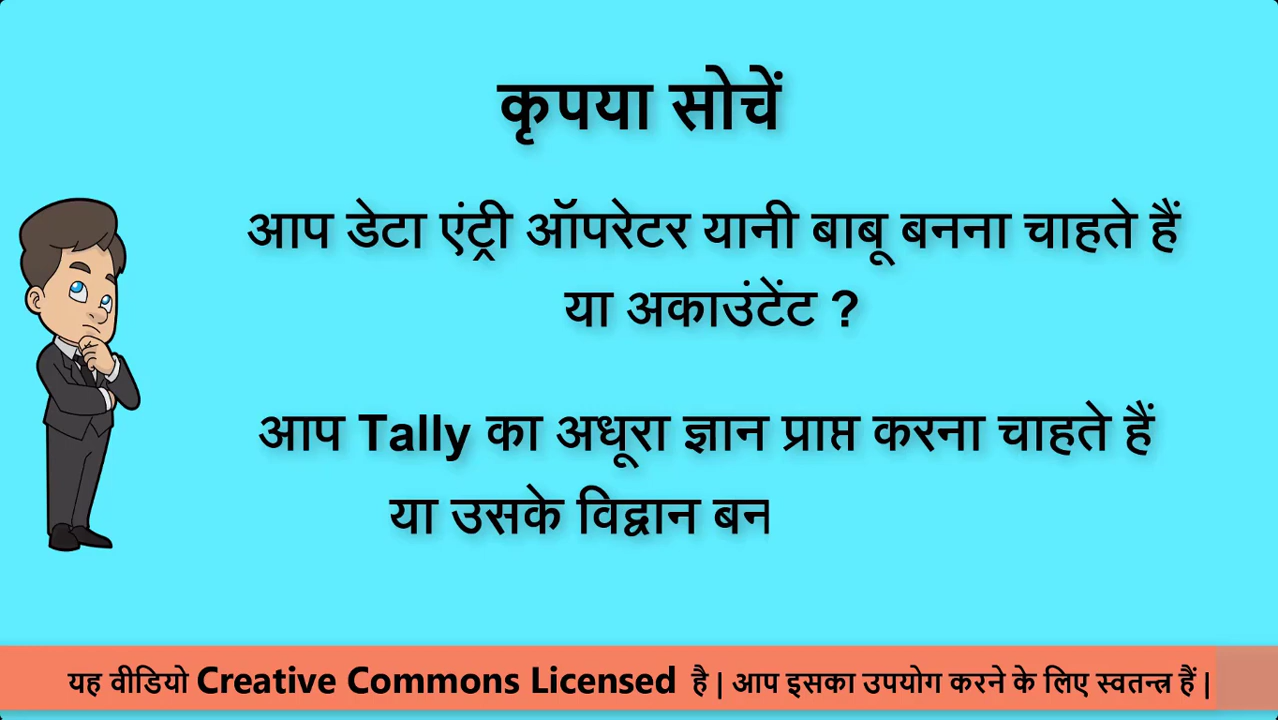 कृपया सोचें
आप डेटा एंट्री ऑपरेटर यानी बाबू बनना चाहते हैं
या अकाउंटेंट ?
आप Tally का अधूरा ज्ञान प्राप्त करना चाहते हैं
या उसके विद्वान बन
यह वीडियो Creative Commons Licensed है | आप इसका उपयोग करने के लिए स्वतन्त्र हैं |